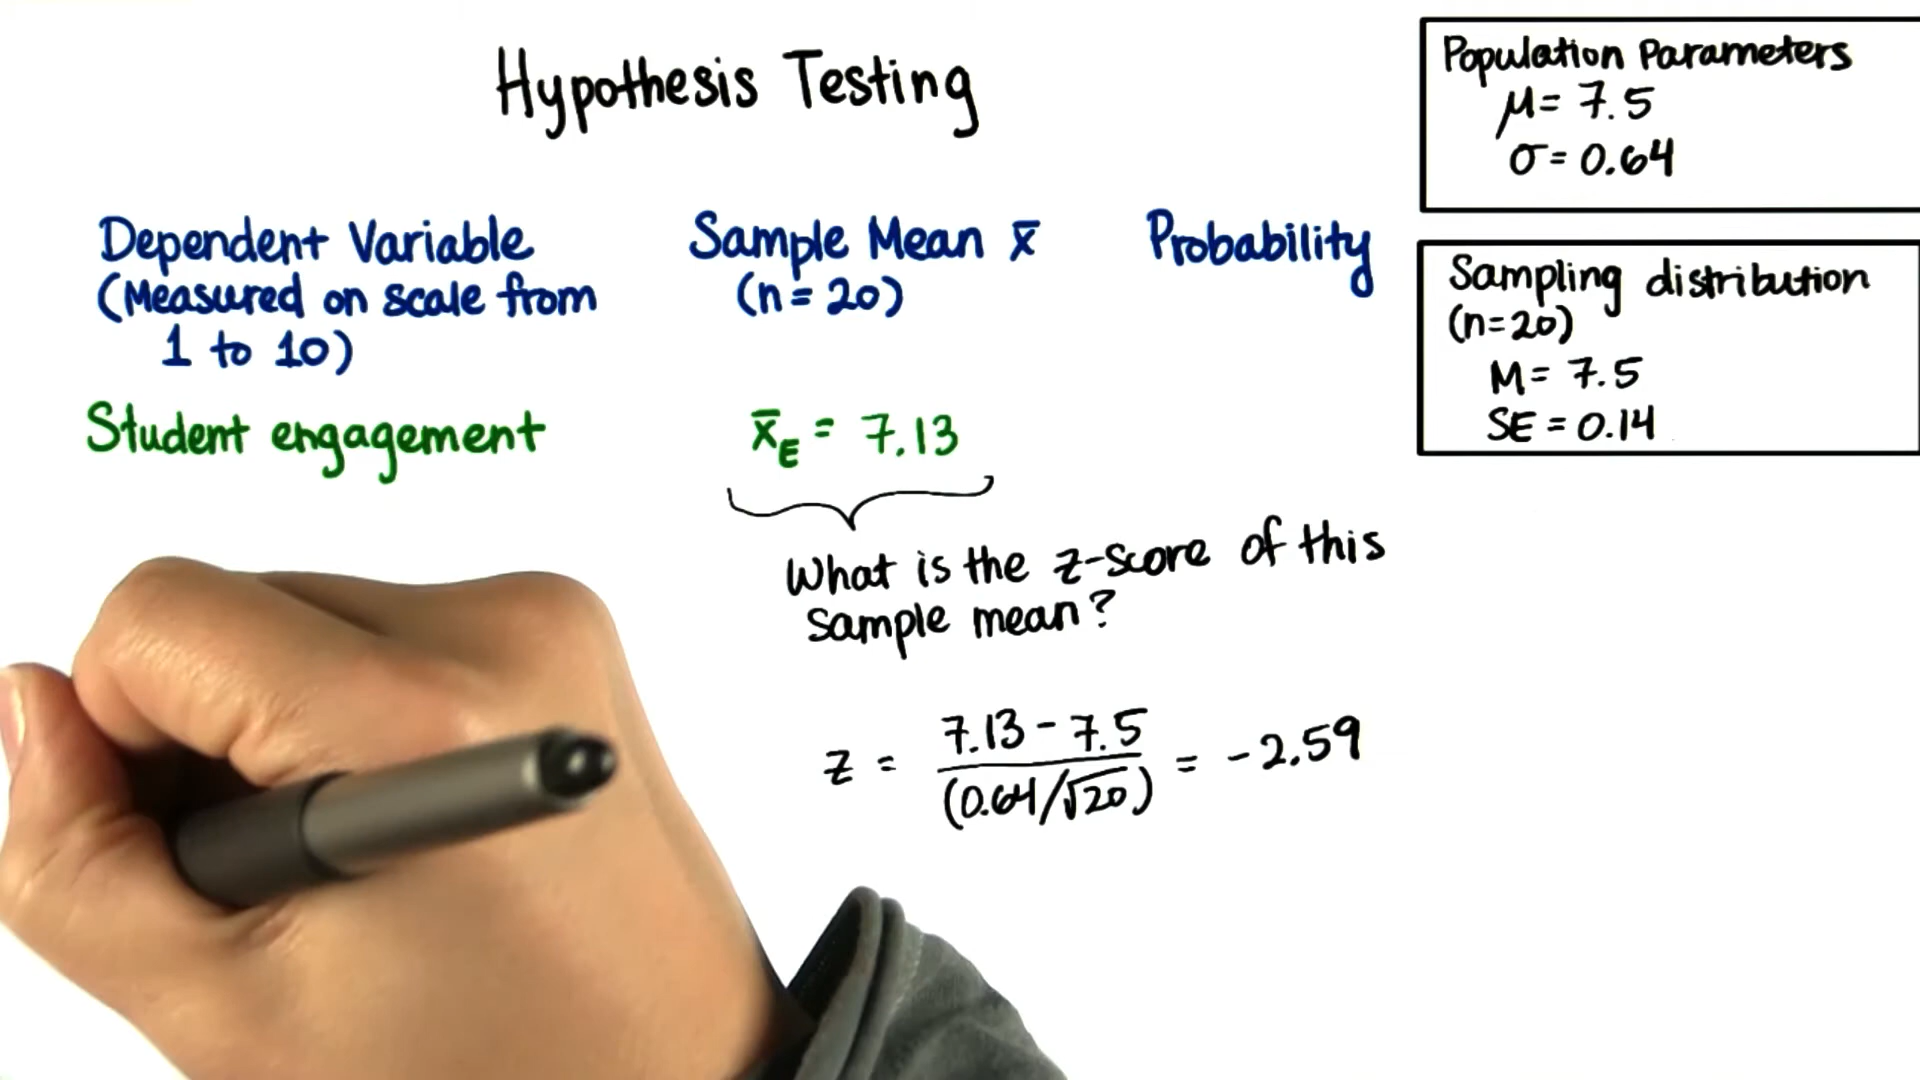 Hypothesis Testing
Population Parameters
μ = 7.5
σ = 0.64
Dependent Variable
(Measured on scale from
1 to 10)
Sample Mean x̄
(n = 20)
Probability
Sampling distribution
(n=20)
M = 7.5
SE = 0.14
Student engagement
x̄_E = 7.13
What is the z-score of this
sample mean?
z = (7.13 - 7.5) / (0.64/√20) = -2.59